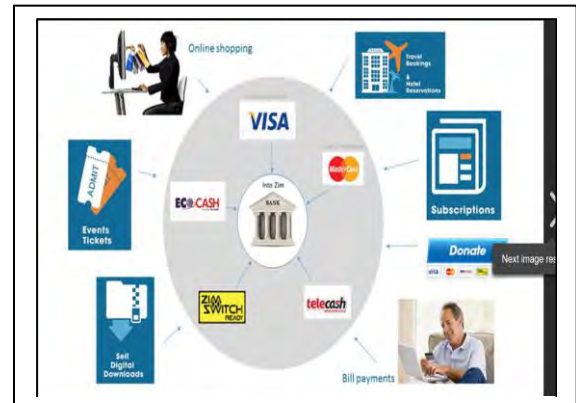 Online shopping
Travel
Bookings
&
Hotel
Reservations
VISA
MasterCard
Into Zim
BANK
ADMIT
Events
Tickets
ECOCASH
Subscriptions
Donate
VISA
Next image res
ZIM
SWITCH
READY
telecash
Sell
Digital
Downloads
Bill payments